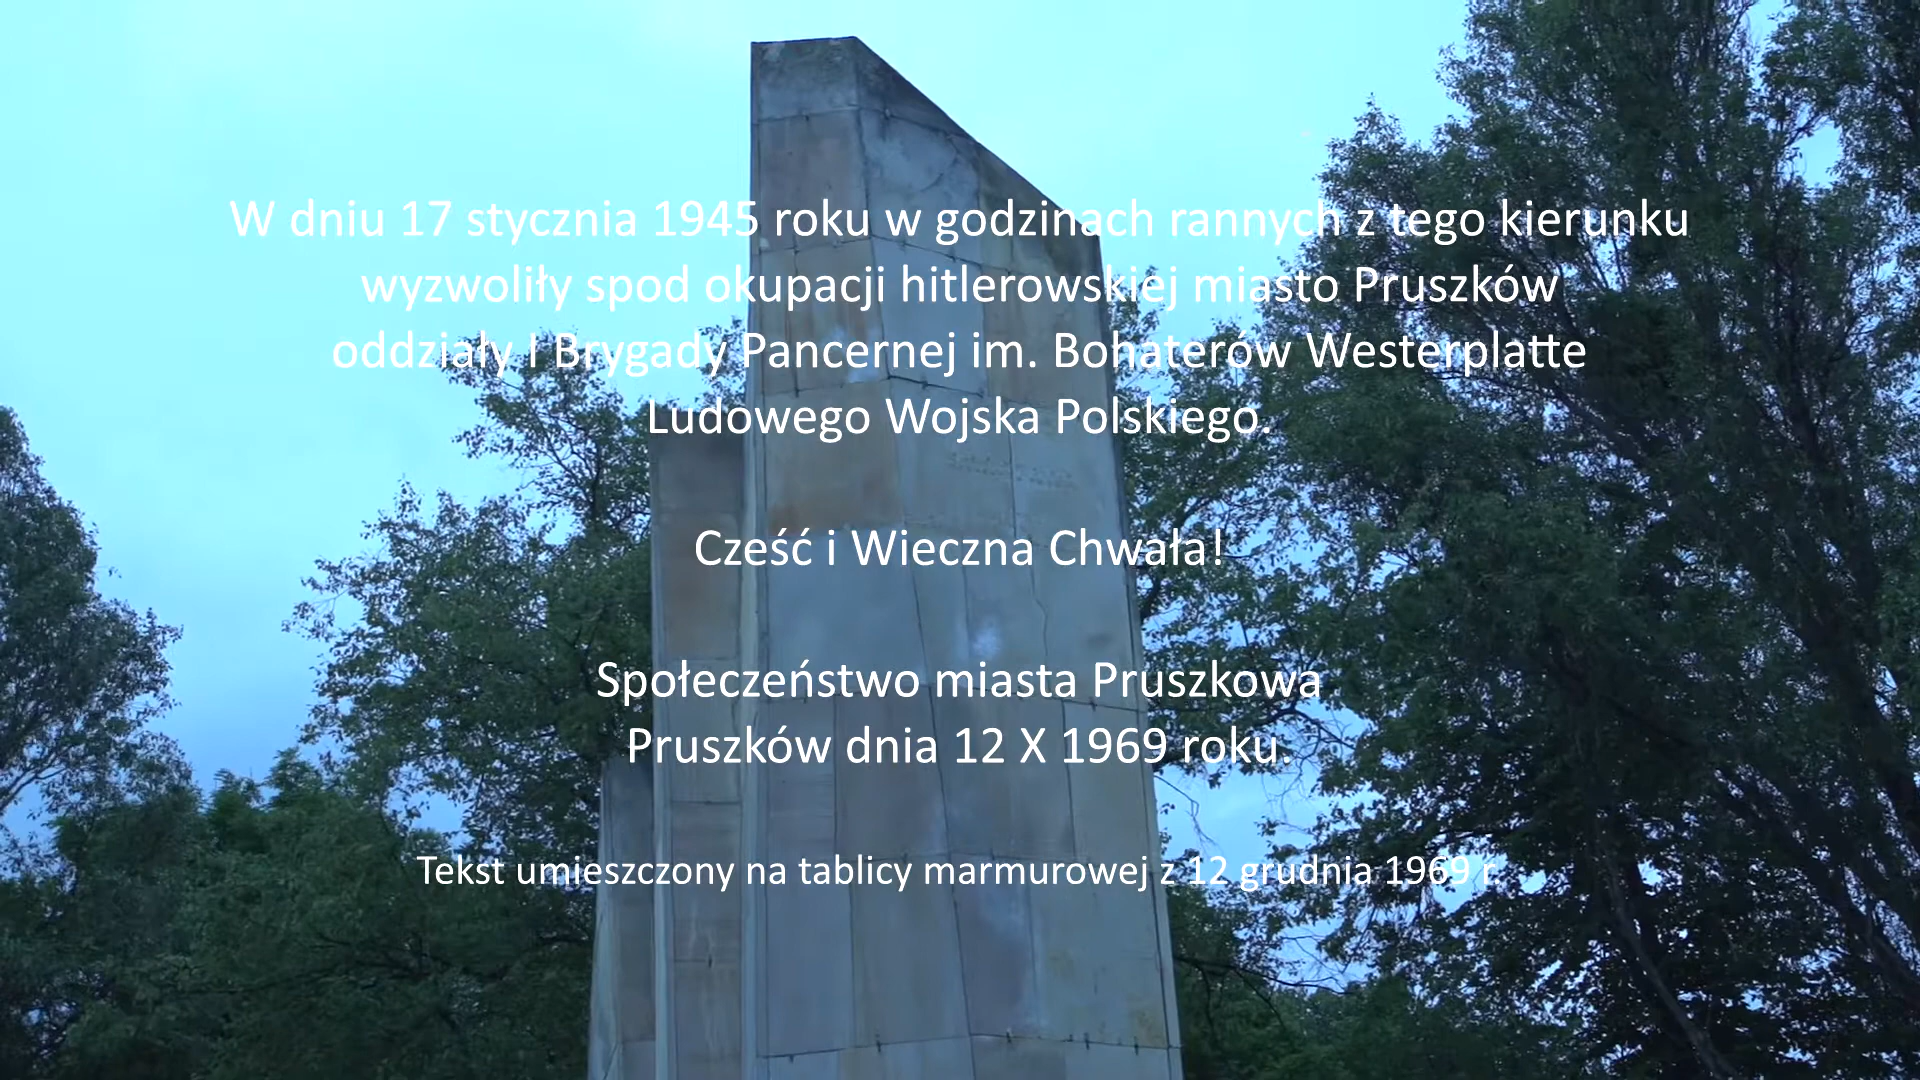 W dniu 17 stycznia 1945 roku w godzinach rannych z tego kierunku
wyzwoliły spod okupacji hitlerowskiej miasto Pruszków
oddziały I Brygady Pancernej im. Bohaterów Westerplatte
Ludowego Wojska Polskiego.
Cześć i Wieczna Chwała!
Społeczeństwo miasta Pruszkowa
Pruszków dnia 12 X 1969 roku.
Tekst umieszczony na tablicy marmurowej z 12 grudnia 1969 r.